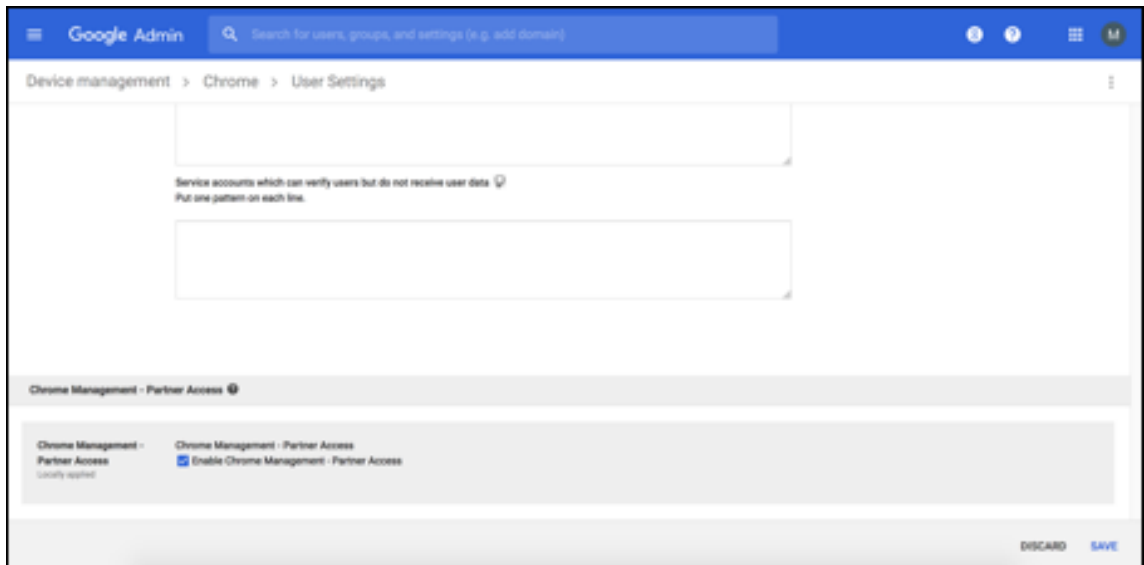 Google Admin
Search for users, groups, and settings (e.g. add domain)
M
Device management > Chrome > User Settings
Service accounts which can verify users but do not receive user data
Put one pattern on each line.
Chrome Management - Partner Access
Chrome Management -
Partner Access
Locally applied
Chrome Management - Partner Access
Enable Chrome Management - Partner Access
DISCARD SAVE